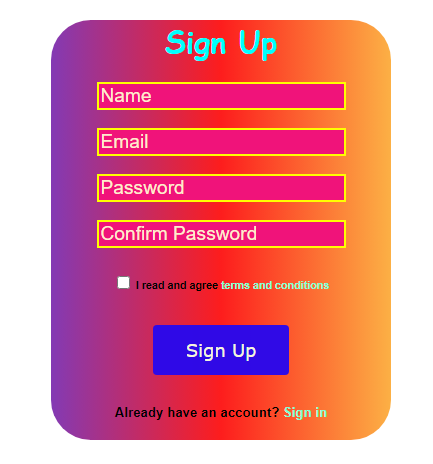 Sign Up
Name
Email
Password
Confirm Password
I read and agree terms and conditions
Sign Up
Already have an account? Sign in